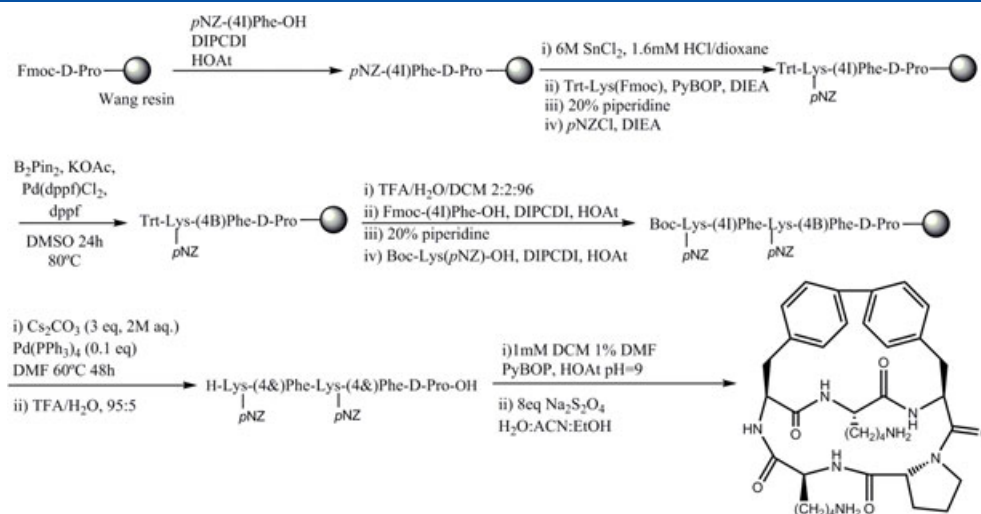 pNZ-(4I)Phe-OH
DIPCDI
HOAt
Fmoc-D-Pro
Wang resin
pNZ-(4I)Phe-D-Pro
i) 6M SnCl2, 1.6mM HCl/dioxane
ii) Trt-Lys(Fmoc), PyBOP, DIEA
iii) 20% piperidine
iv) pNZCl, DIEA
Trt-Lys-(4I)Phe-D-Pro
pNZ
B2Pin2, KOAc,
Pd(dppf)Cl2,
dppf
DMSO 24h
80ºC
Trt-Lys-(4B)Phe-D-Pro
pNZ
i) TFA/H2O/DCM 2:2:96
ii) Fmoc-(4I)Phe-OH, DIPCDI, HOAt
iii) 20% piperidine
iv) Boc-Lys(pNZ)-OH, DIPCDI, HOAt
Boc-Lys-(4I)Phe-Lys-(4B)Phe-D-Pro
pNZ pNZ
i) Cs2CO3 (3 eq, 2M aq.)
Pd(PPh3)4 (0.1 eq)
DMF 60ºC 48h
ii) TFA/H2O, 95:5
H-Lys-(4&)Phe-Lys-(4&)Phe-D-Pro-OH
pNZ pNZ
i)1mM DCM 1% DMF
PyBOP, HOAt pH=9
ii) 8eq Na2S2O4
H2O:ACN:EtOH
O
H
N
HN
O
(CH2)4NH2
HN
H
N
N
O
O
(CH2)4NH2